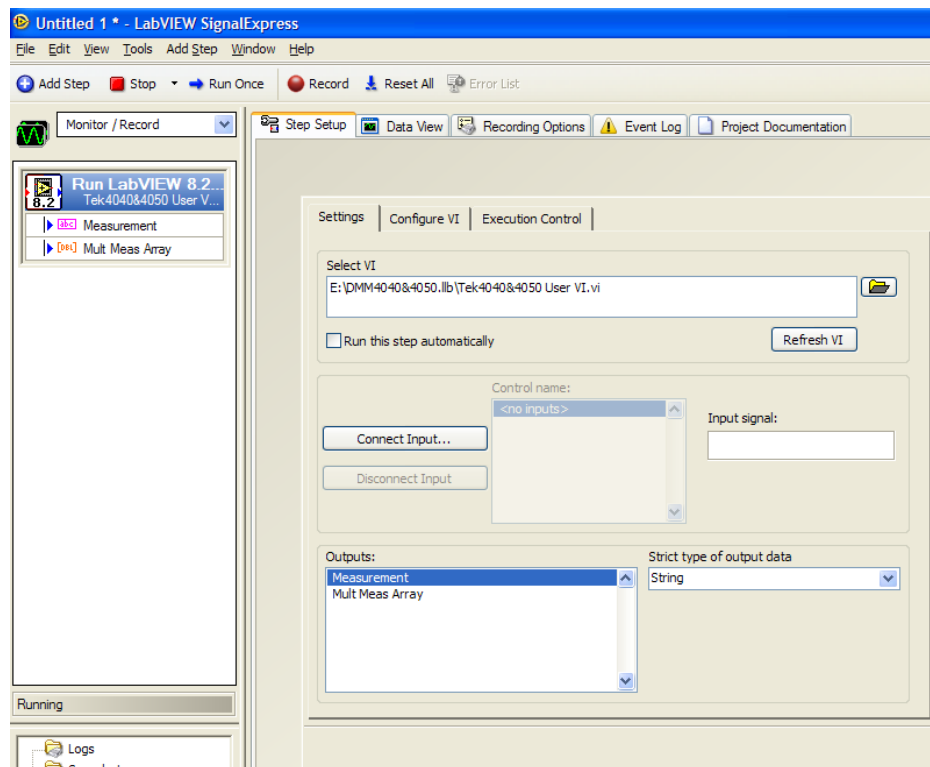 Untitled 1 * - LabVIEW SignalExpress
File Edit View Tools Add Step Window Help
Add Step Stop Run Once Record Reset All Error List
Monitor / Record
Step Setup Data View Recording Options Event Log Project Documentation
Run LabVIEW 8.2...
8.2 Tek4040&4050 User V...
abc Measurement
[DBL] Mult Meas Array
Settings Configure VI Execution Control
Select VI
E:\DMM4040&4050.llb\Tek4040&4050 User VI.vi
Run this step automatically
Refresh VI
Control name:
<no inputs>
Input signal:
Connect Input...
Disconnect Input
Outputs:
Strict type of output data
Measurement
String
Mult Meas Array
Running
Logs